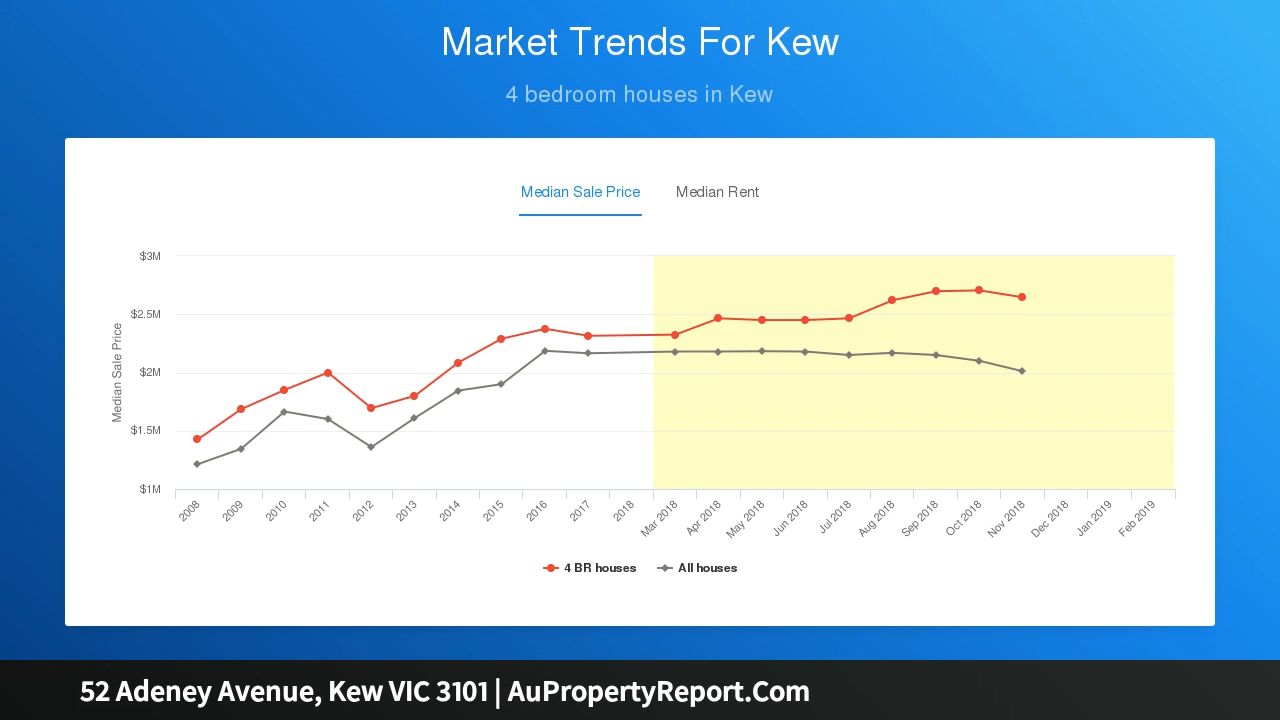 Market Trends For Kew
4 bedroom houses in Kew
Median Sale Price Median Rent
$3M
$2.5M
$2M
$1.5M
$1M
Median Sale Price
2008 2009 2010 2011 2012 2013 2014 2015 2016 2017 2018 Mar 2018 Apr 2018 May 2018 Jun 2018 Jul 2018 Aug 2018 Sep 2018 Oct 2018 Nov 2018 Dec 2018 Jan 2019 Feb 2019
4 BR houses All houses
52 Adeney Avenue, Kew VIC 3101 | AuPropertyReport.Com